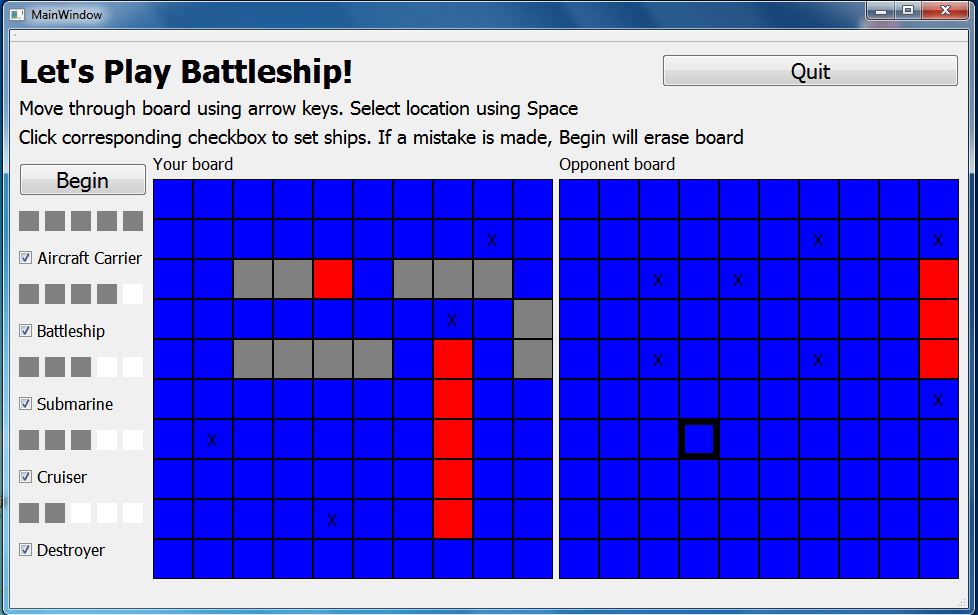 MainWindow
Let's Play Battleship!
Quit
Move through board using arrow keys. Select location using Space
Click corresponding checkbox to set ships. If a mistake is made, Begin will erase board
Your board
Opponent board
Begin
X
X X
Aircraft Carrier
X X
X
Battleship
X X
Submarine
X
X
Cruiser
X
Destroyer